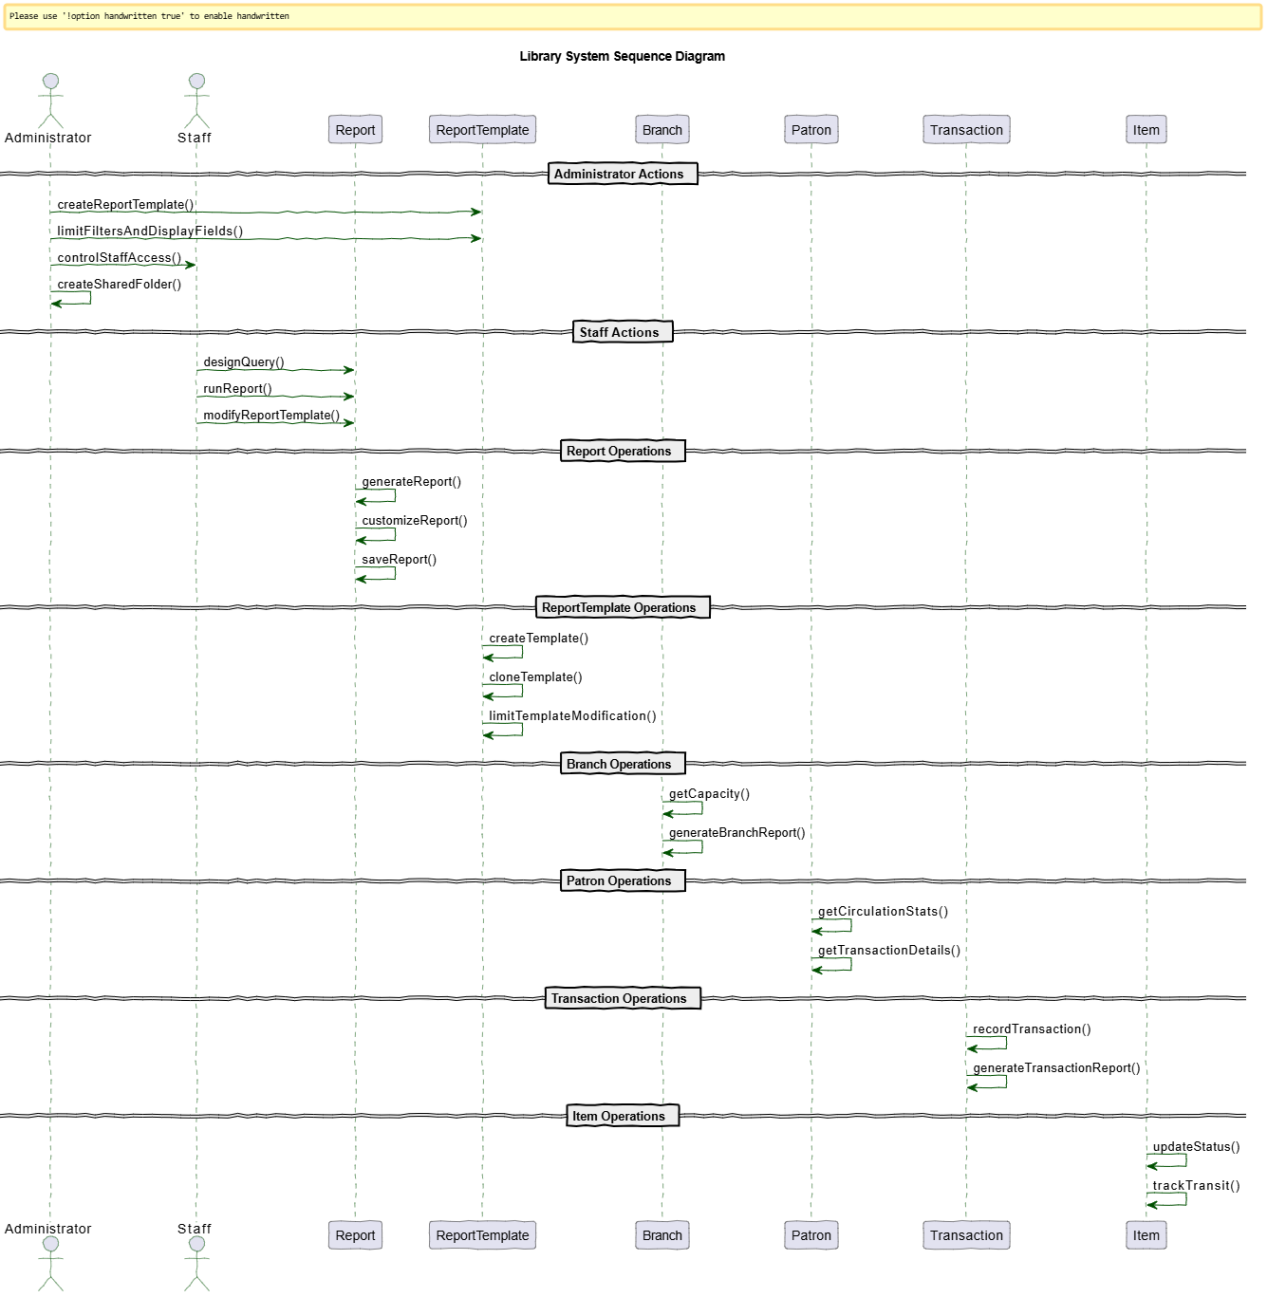 Please use '!option handwritten true' to enable handwritten
Library System Sequence Diagram
Administrator
Staff
Report
ReportTemplate
Branch
Patron
Transaction
Item
Administrator Actions
createReportTemplate()
limitFiltersAndDisplayFields()
controlStaffAccess()
createSharedFolder()
Staff Actions
designQuery()
runReport()
modifyReportTemplate()
Report Operations
generateReport()
customizeReport()
saveReport()
ReportTemplate Operations
createTemplate()
cloneTemplate()
limitTemplateModification()
Branch Operations
getCapacity()
generateBranchReport()
Patron Operations
getCirculationStats()
getTransactionDetails()
Transaction Operations
recordTransaction()
generateTransactionReport()
Item Operations
updateStatus()
trackTransit()
Administrator
Staff
Report
ReportTemplate
Branch
Patron
Transaction
Item